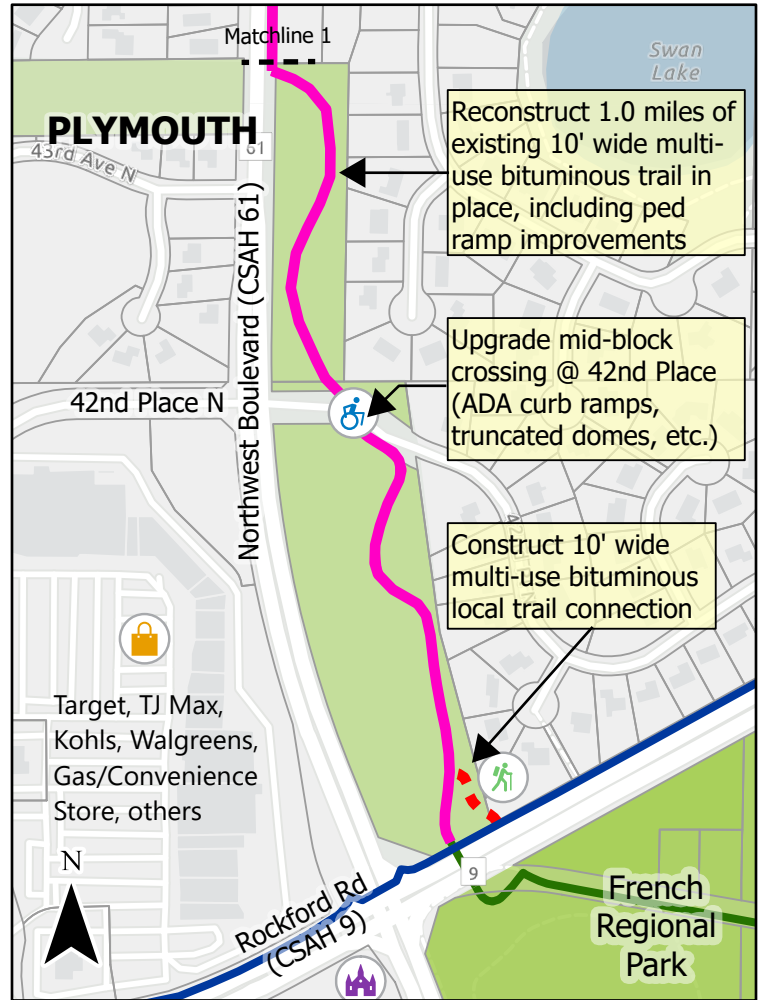 Matchline 1
Swan
Lake
PLYMOUTH
61
43rd Ave N
Reconstruct 1.0 miles of
existing 10' wide multi-
use bituminous trail in
place, including ped
ramp improvements
Northwest Boulevard (CSAH 61)
Upgrade mid-block
crossing @ 42nd Place
(ADA curb ramps,
truncated domes, etc.)
42nd Place N
Construct 10' wide
multi-use bituminous
local trail connection
Target, TJ Max,
Kohls, Walgreens,
Gas/Convenience
Store, others
N
9
Rockford Rd
(CSAH 9)
French
Regional
Park